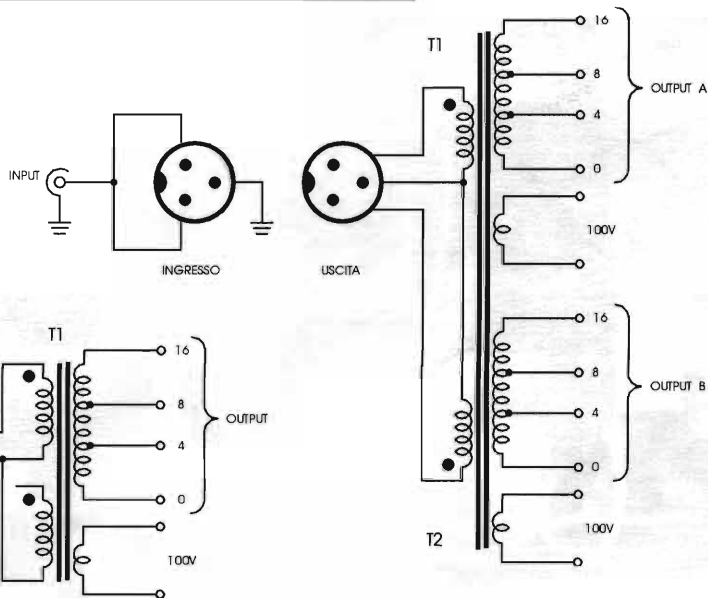 T1
16
8
OUTPUT A
4
0
INPUT
100V
INGRESSO
USCITA
16
8
OUTPUT B
4
0
100V
T2
T1
16
8
OUTPUT
4
0
100V